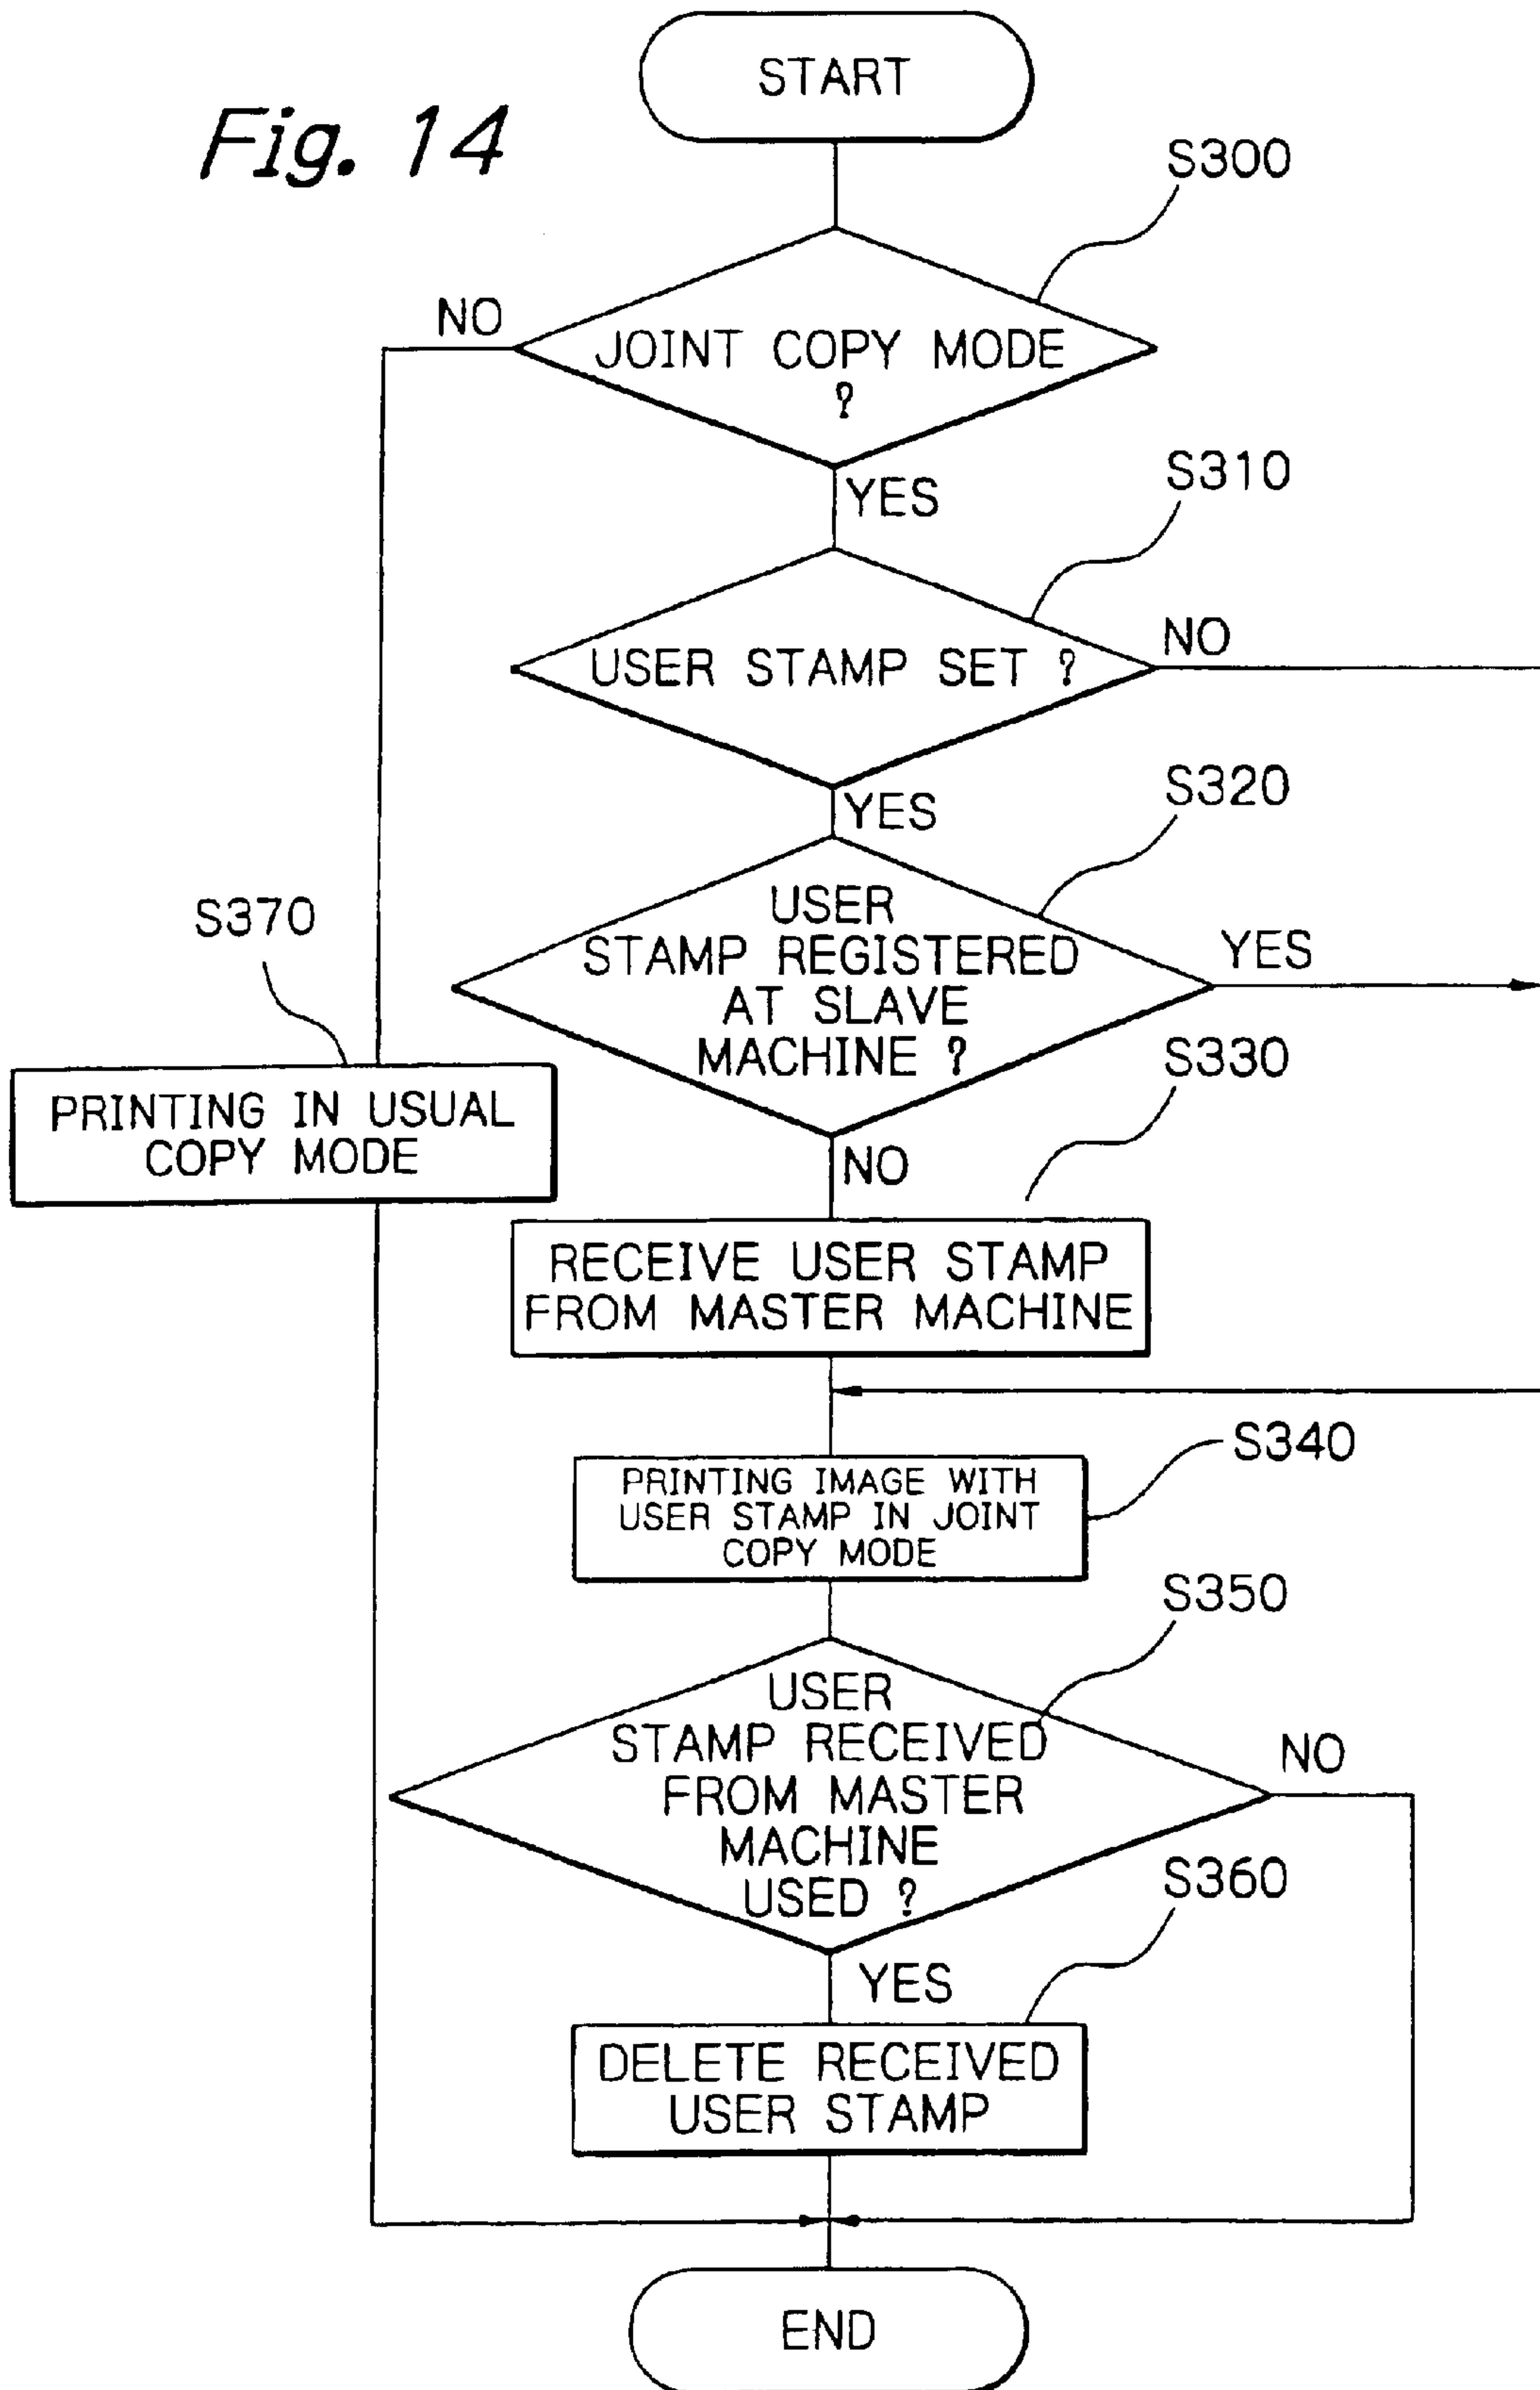 Fig. 14
START
S300
NO
JOINT COPY MODE
?
YES
S310
USER STAMP SET ?
NO
YES
S320
USER
STAMP REGISTERED
AT SLAVE
MACHINE ?
YES
S370
PRINTING IN USUAL
COPY MODE
NO
S330
RECEIVE USER STAMP
FROM MASTER MACHINE
S340
PRINTING IMAGE WITH
USER STAMP IN JOINT
COPY MODE
S350
USER
STAMP RECEIVED
FROM MASTER
MACHINE
USED ?
NO
YES
S360
DELETE RECEIVED
USER STAMP
END